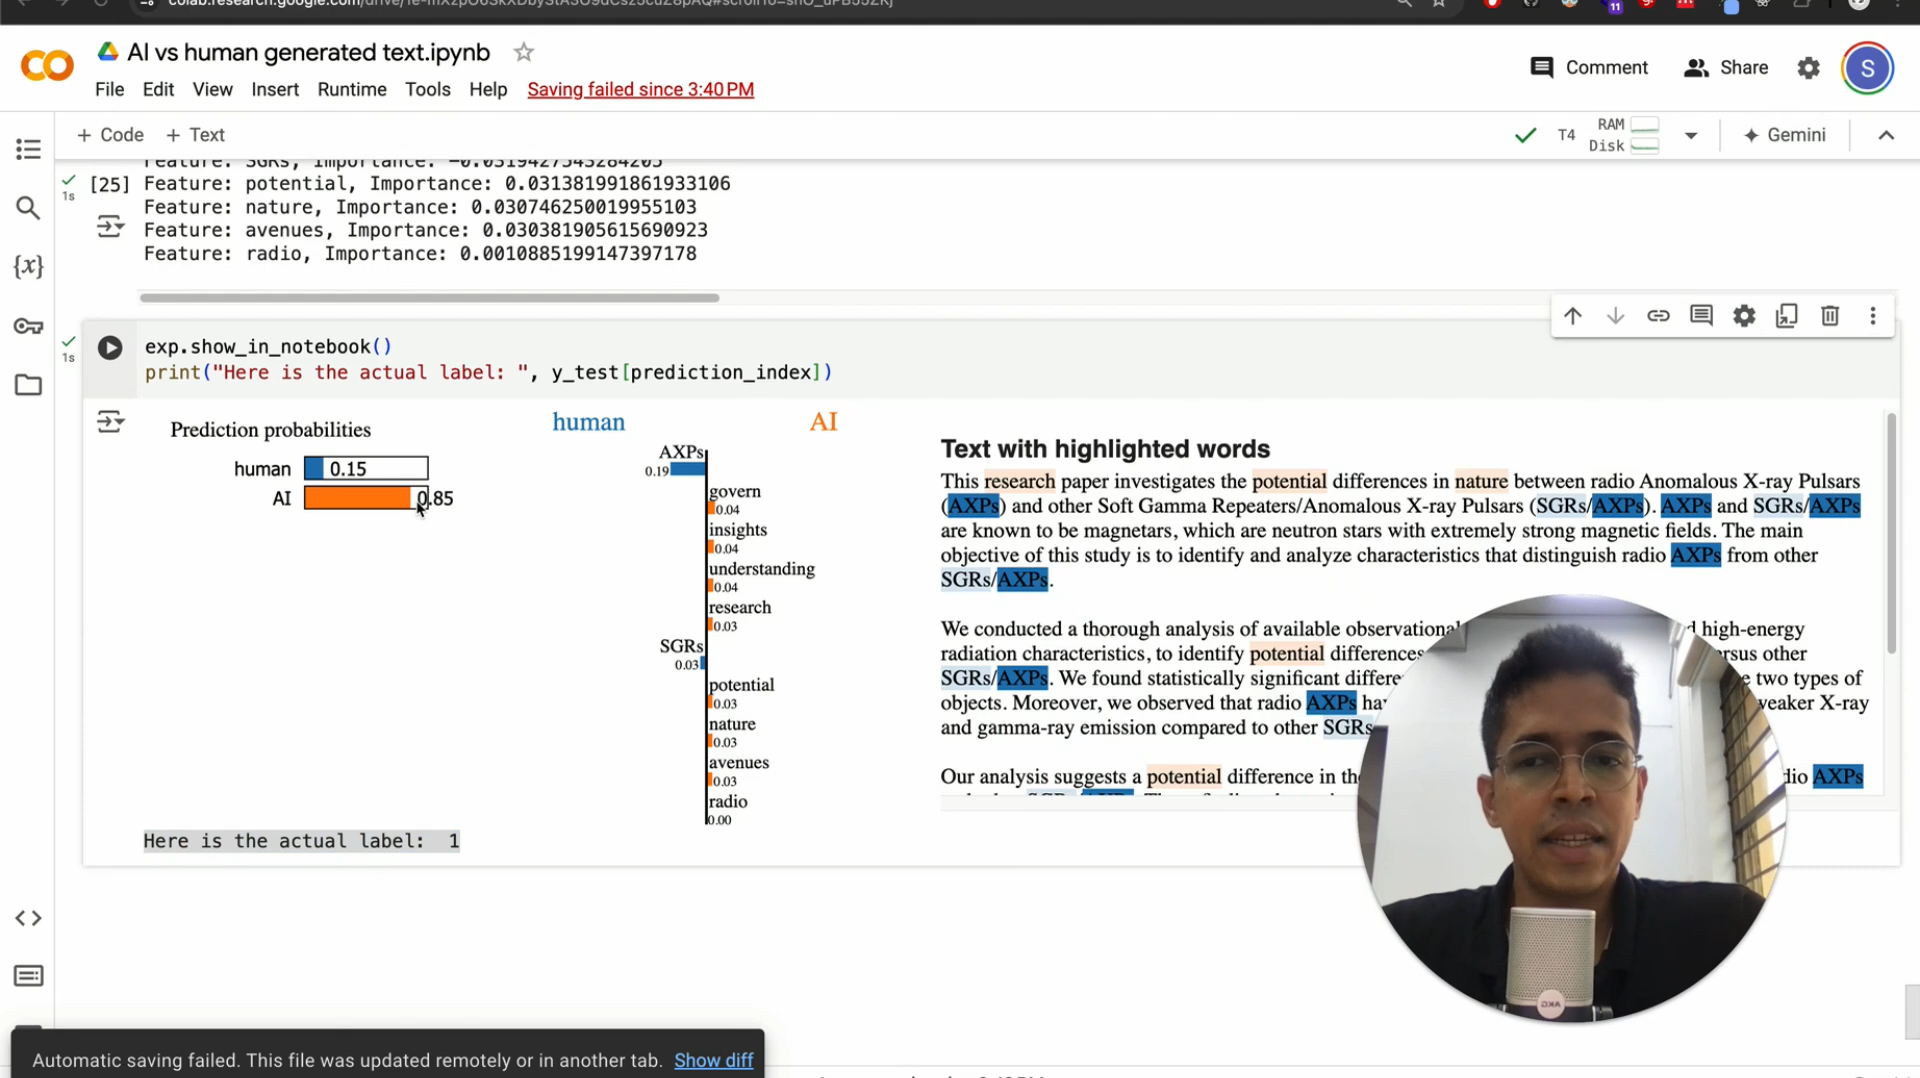 AI vs human generated text.ipynb
Comment
Share
S
File Edit View Insert Runtime Tools Help Saving failed since 3:40 PM
+ Code + Text
T4
RAM
Disk
Gemini
11
Feature: SGRs, Importance:
[25]
1s
Feature: potential, Importance: 0.031381991861933106
Feature: nature, Importance: 0.030746250019955103
Feature: avenues, Importance: 0.030381905615690923
Feature: radio, Importance: 0.0010885199147397178
{x}
1s
exp.show_in_notebook()
print("Here is the actual label: ", y_test[prediction_index])
Prediction probabilities
human 0.15
AI 0.85
human AI
AXPs
0.19
govern
0.04
insights
0.04
understanding
0.04
research
0.03
SGRs
0.03
potential
0.03
nature
0.03
avenues
0.03
radio
0.00
Text with highlighted words
This research paper investigates the potential differences in nature between radio Anomalous X-ray Pulsars
(AXPs) and other Soft Gamma Repeaters/Anomalous X-ray Pulsars (SGRs/AXPs). AXPs and SGRs/AXPs
are known to be magnetars, which are neutron stars with extremely strong magnetic fields. The main
objective of this study is to identify and analyze characteristics that distinguish radio AXPs from other
SGRs/AXPs.
We conducted a thorough analysis of available observational d high-energy
radiation characteristics, to identify potential differences versus other
SGRs/AXPs. We found statistically significant differe e two types of
objects. Moreover, we observed that radio AXPs ha weaker X-ray
and gamma-ray emission compared to other SGRs
Our analysis suggests a potential difference in the dio AXPs
Here is the actual label: 1
Automatic saving failed. This file was updated remotely or in another tab. Show diff